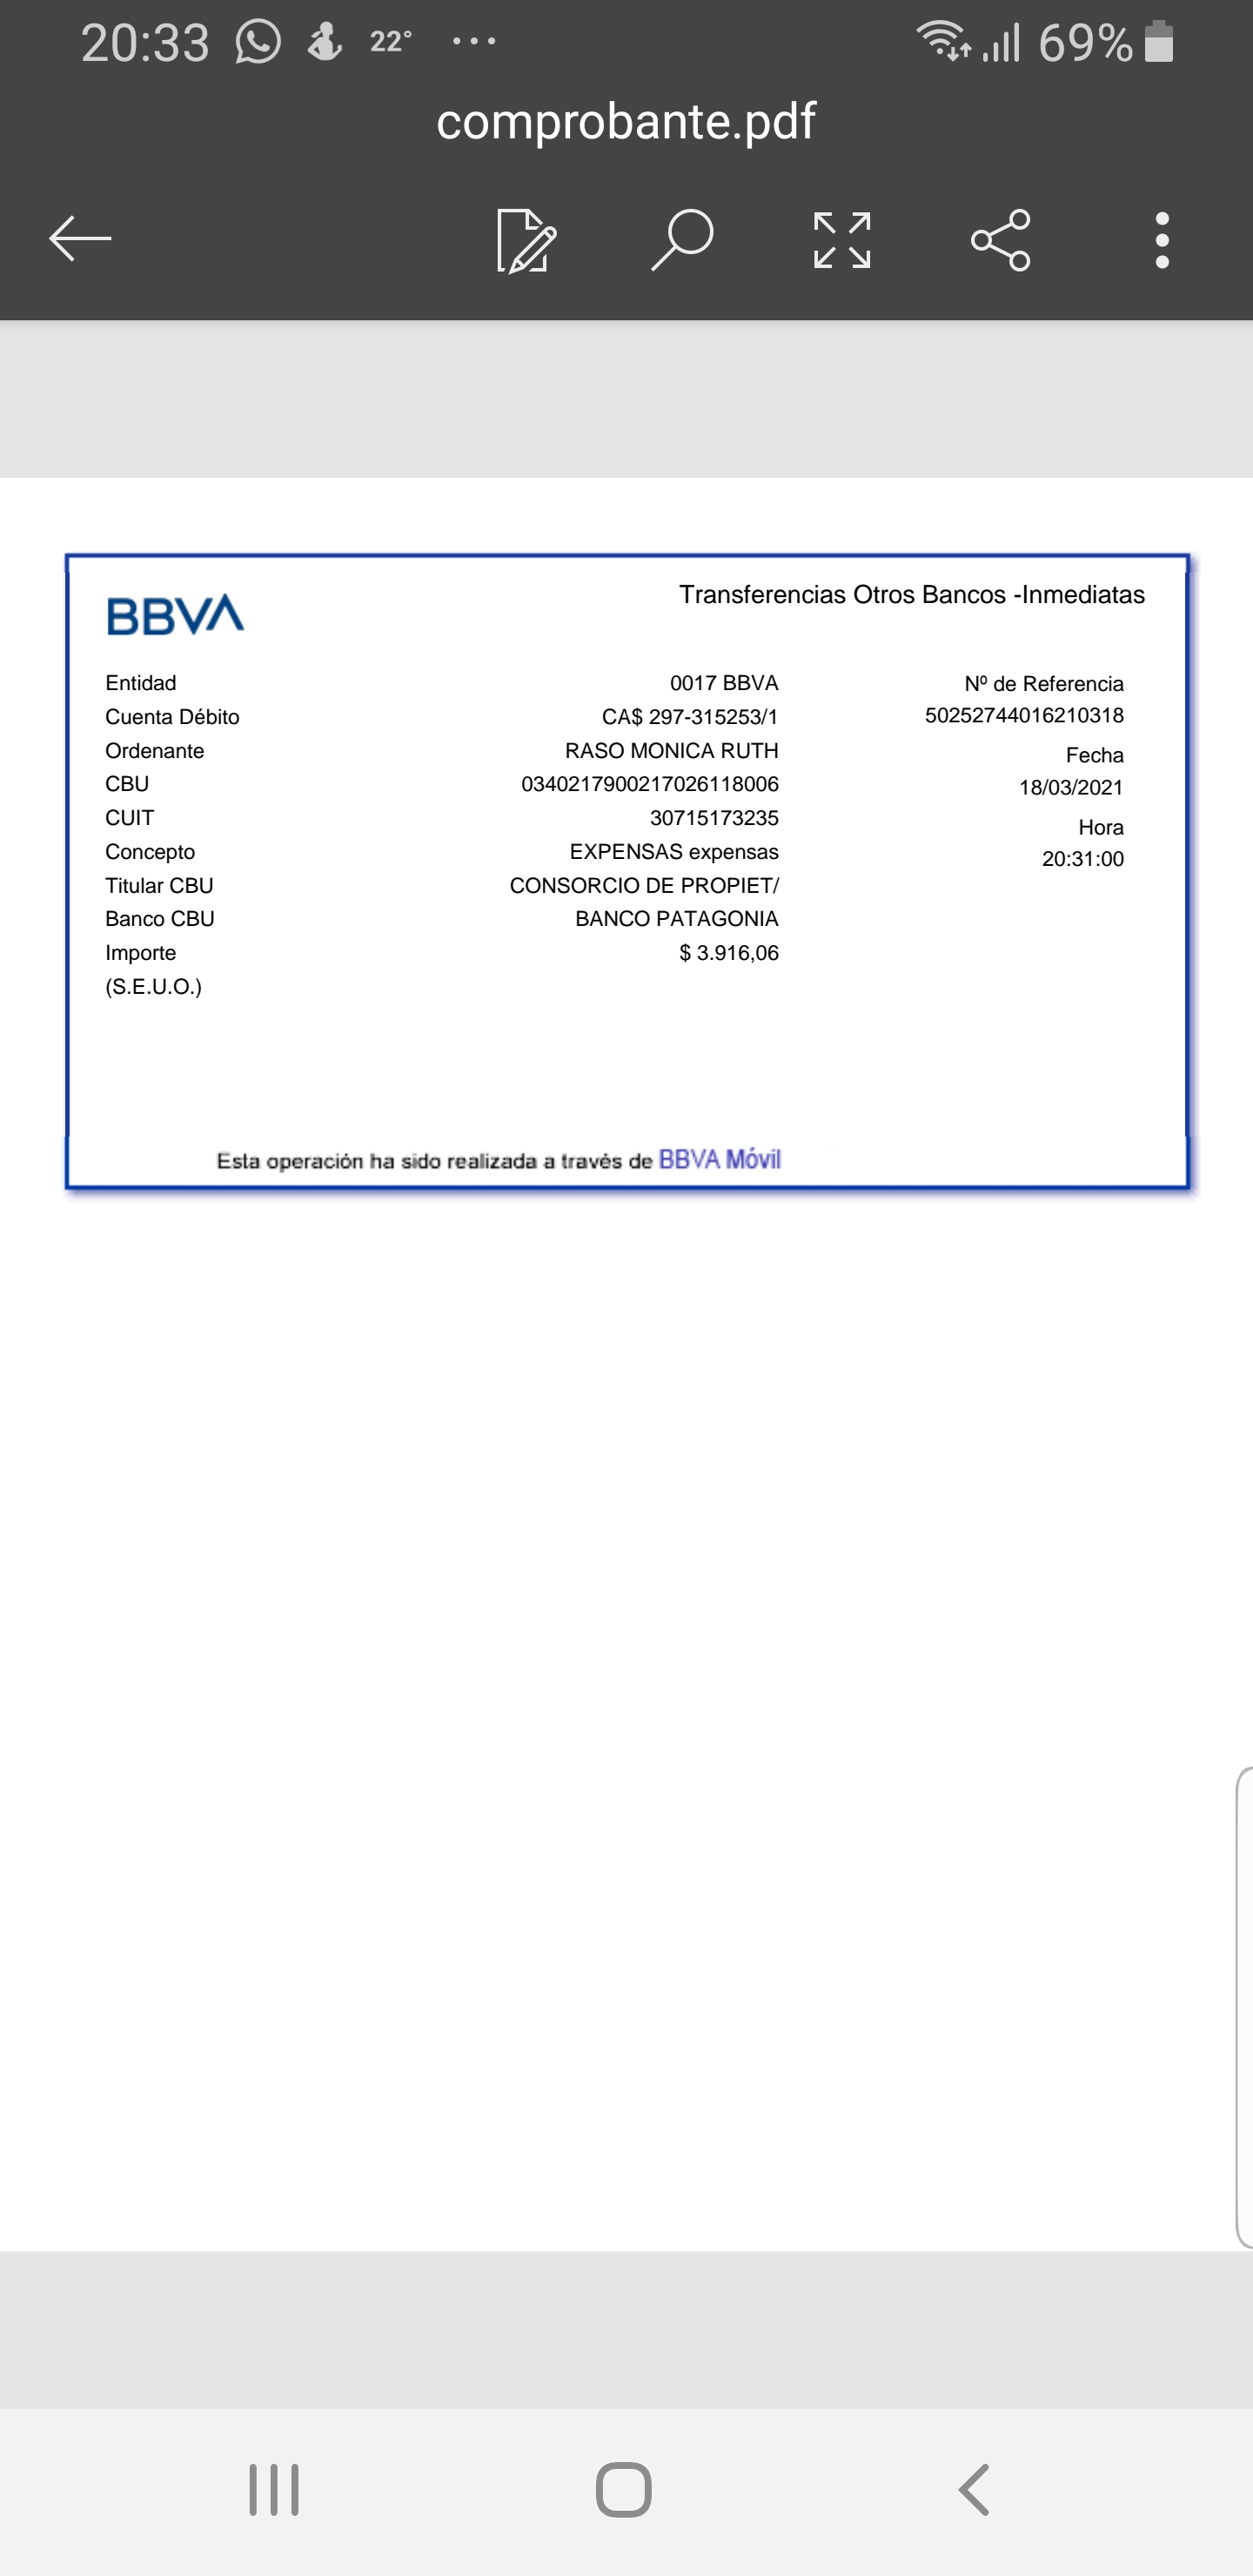 20:33 22° ... 69%
comprobante.pdf
BBVA
Transferencias Otros Bancos -Inmediatas
Entidad 0017 BBVA
Cuenta Débito CA$ 297-315253/1
Ordenante RASO MONICA RUTH
CBU 0340217900217026118006
CUIT 30715173235
Concepto EXPENSAS expensas
Titular CBU CONSORCIO DE PROPIET/
Banco CBU BANCO PATAGONIA
Importe $ 3.916,06
(S.E.U.O.)
Nº de Referencia
50252744016210318
Fecha
18/03/2021
Hora
20:31:00
Esta operación ha sido realizada a través de BBVA Móvil